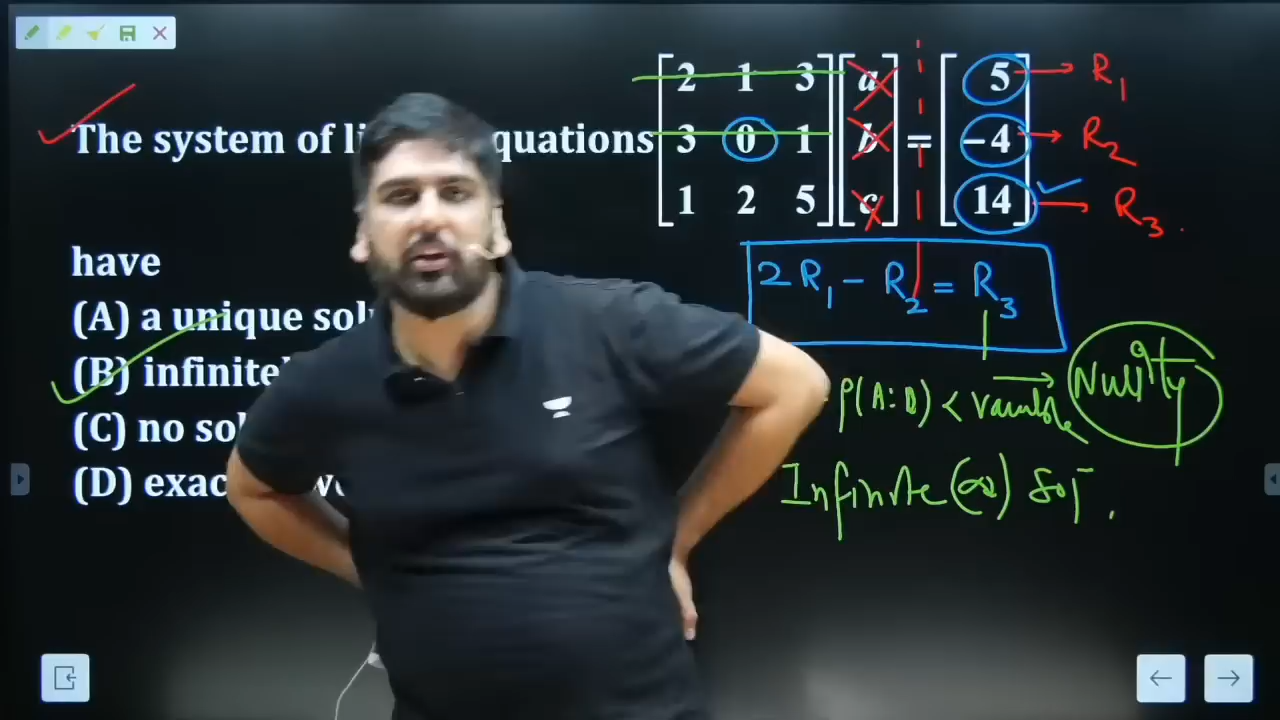 [2 1 3] [a] = [5] → R1
The system of li quations [3 0 1] [b] = [-4] → R2
[1 2 5] [c] = [14] → R3.
have
2R1 - R2 = R3
(A) a unique sol
(B) infinitel
Nullity
ρ(A:B) < variable
(C) no sol
(D) exac
Infinite (∞) Sol.